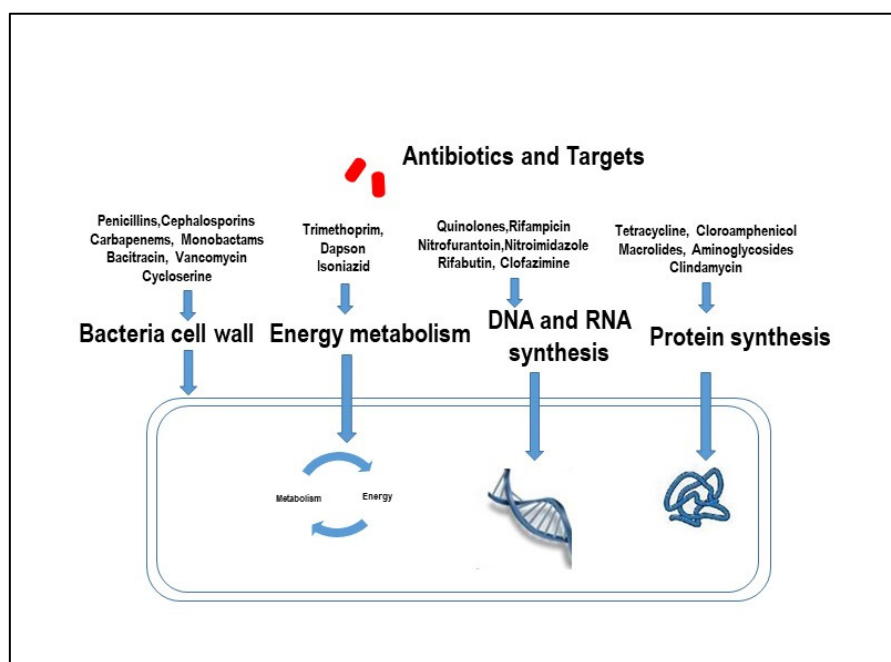 Antibiotics and Targets
Penicillins,Cephalosporins
Carbapenems, Monobactams
Bacitracin, Vancomycin
Cycloserine
Trimethoprim,
Dapson
Isoniazid
Quinolones,Rifampicin
Nitrofurantoin,Nitroimidazole
Rifabutin, Clofazimine
Tetracycline, Cloroamphenicol
Macrolides, Aminoglycosides
Clindamycin
Bacteria cell wall
Energy metabolism
DNA and RNA
synthesis
Protein synthesis
Metabolism
Energy